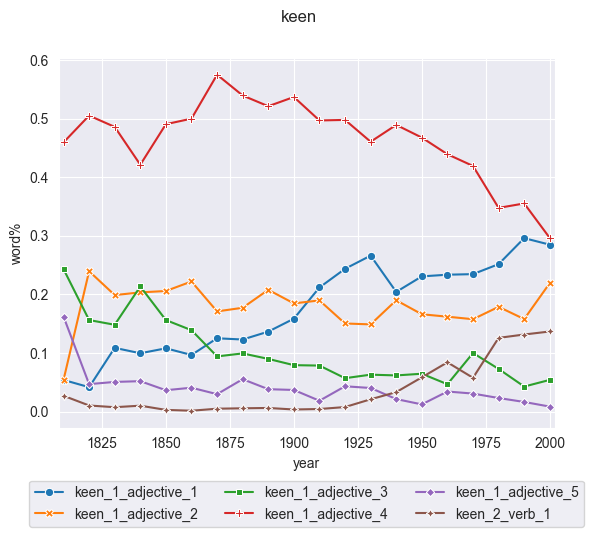 keen
0.6
0.5
0.4
0.3
0.2
0.1
0.0
word%
1825 1850 1875 1900 1925 1950 1975 2000
year
keen_1_adjective_1 keen_1_adjective_3 keen_1_adjective_5
keen_1_adjective_2 keen_1_adjective_4 keen_2_verb_1